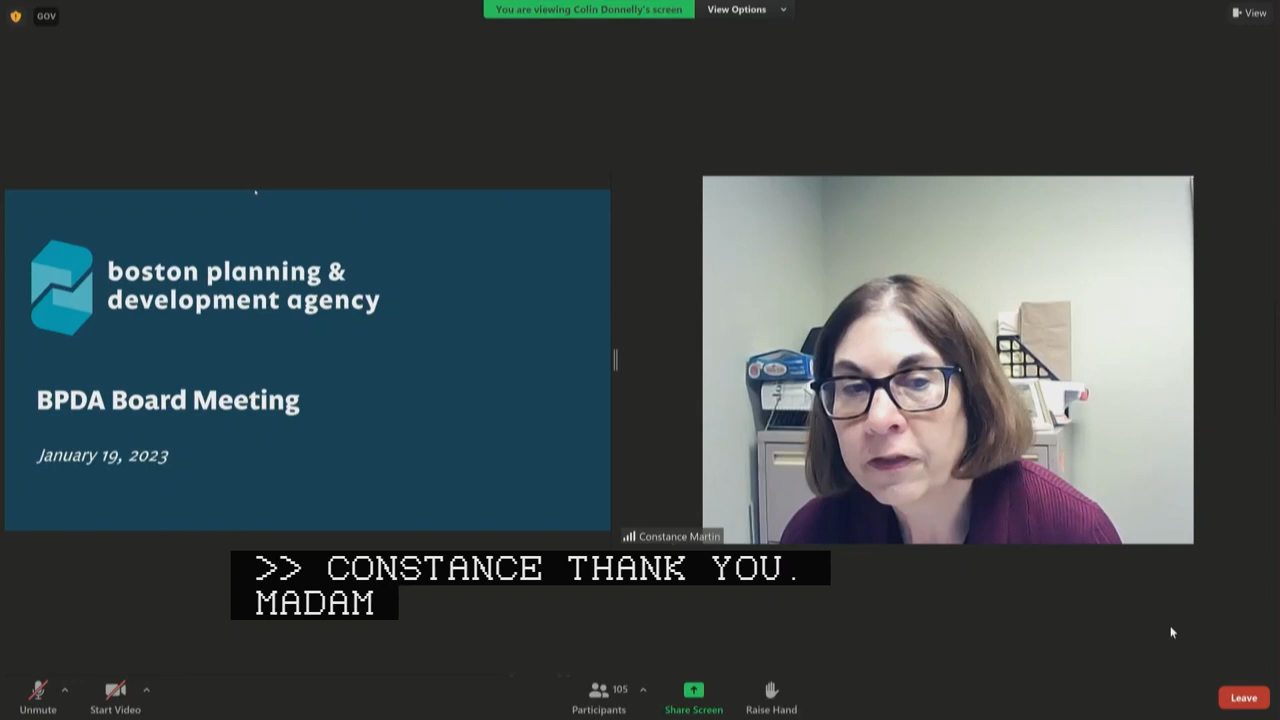 GOV
You are viewing Colin Donnelly's screen
View Options
View
boston planning &
development agency
BPDA Board Meeting
January 19, 2023
Constance Martin
>> CONSTANCE THANK YOU.
MADAM
Unmute
Start Video
105
Participants
Share Screen
Raise Hand
Leave